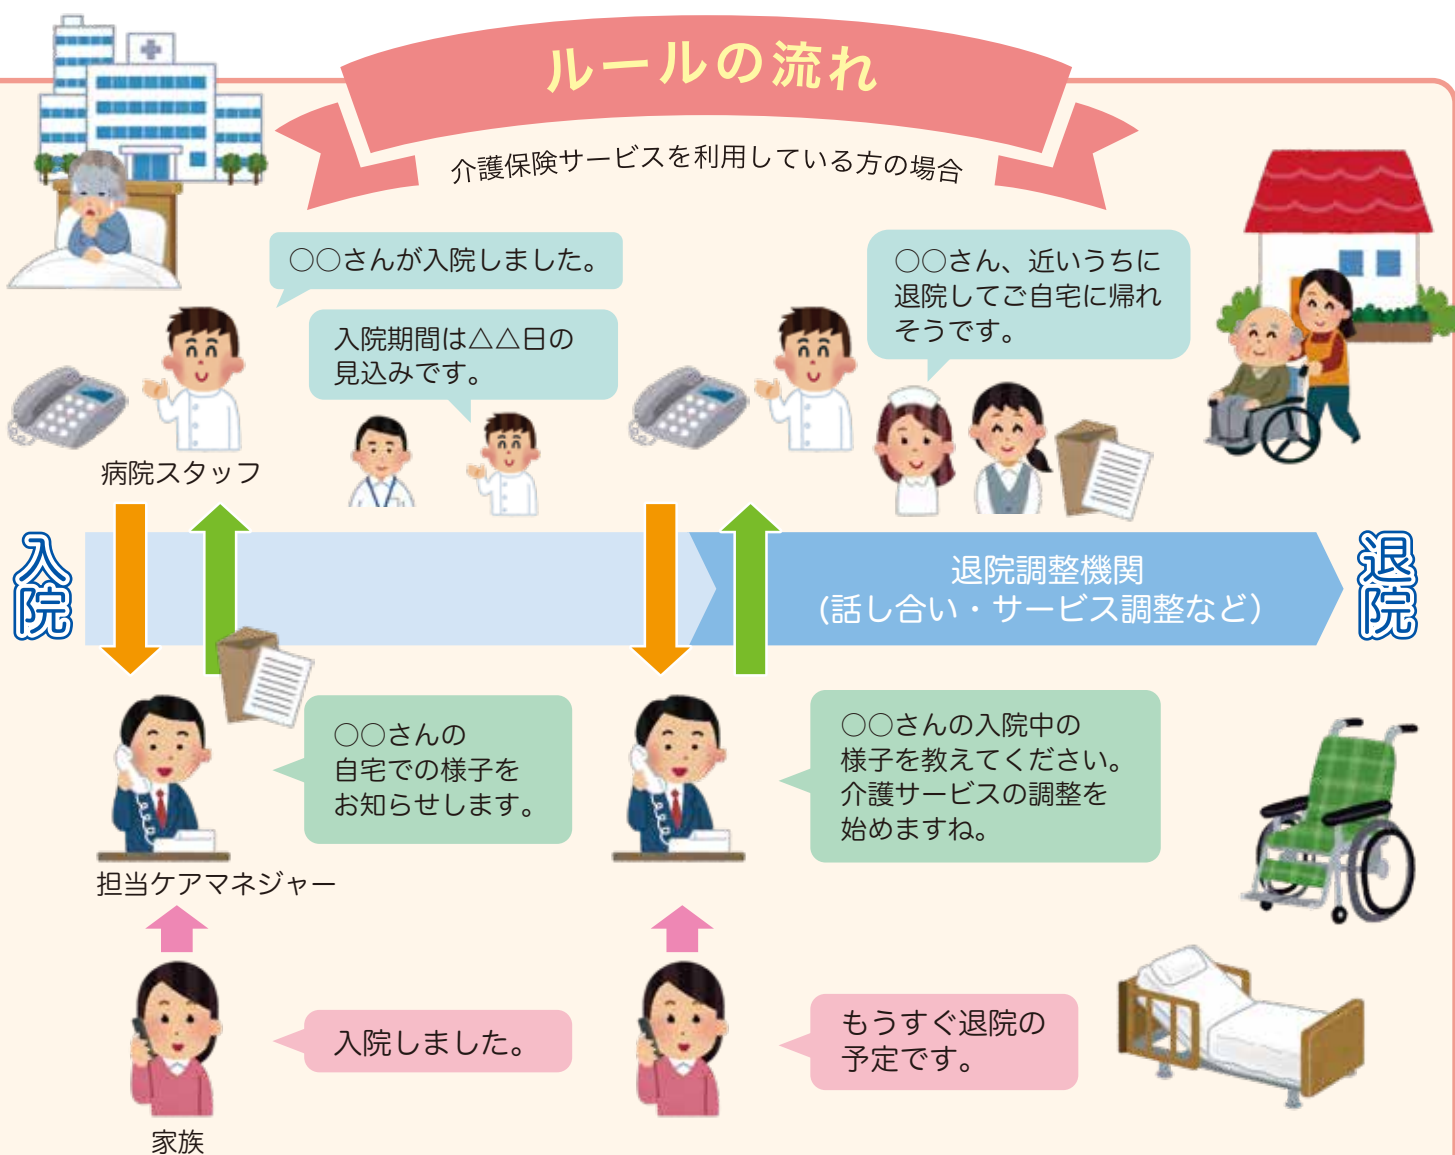 ルールの流れ
介護保険サービスを利用している方の場合
○○さんが入院しました。
入院期間は△△日の
見込みです。
病院スタッフ
○○さん、近いうちに
退院してご自宅に帰れ
そうです。
入院
退院調整機関
(話し合い・サービス調整など)
退院
○○さんの
自宅での様子を
お知らせします。
担当ケアマネジャー
○○さんの入院中の
様子を教えてください。
介護サービスの調整を
始めますね。
入院しました。
家族
もうすぐ退院の
予定です。